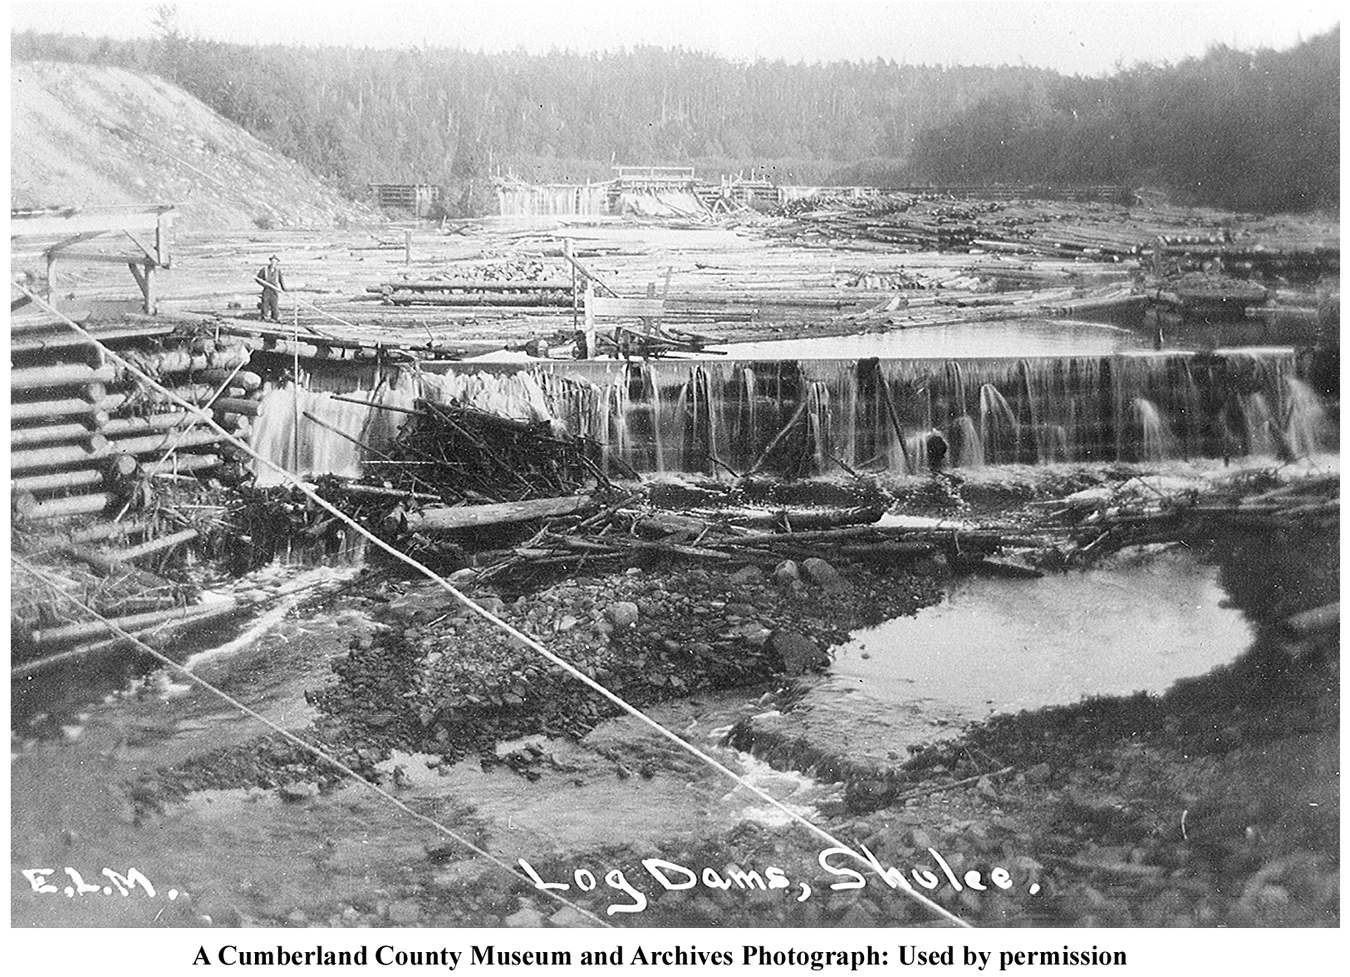 E.L.M.
Log Dams, Shulee.
A Cumberland County Museum and Archives Photograph: Used by permission